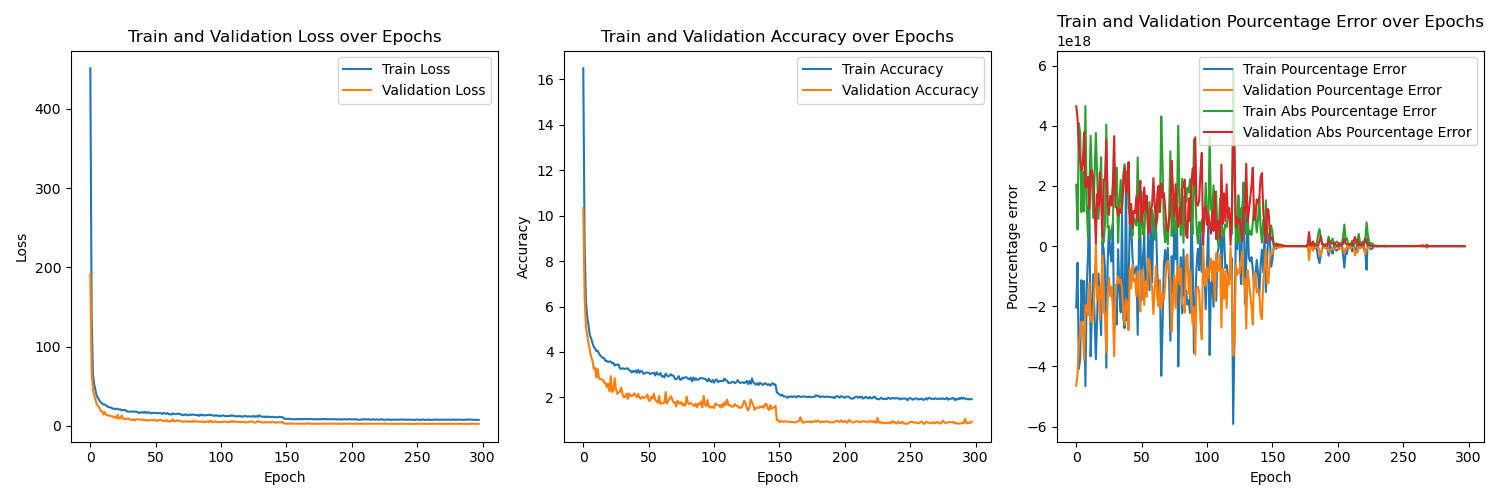 Train and Validation Loss over Epochs
Train Loss
Validation Loss
400
300
200
100
0
Loss
0 50 100 150 200 250 300
Epoch
Train and Validation Accuracy over Epochs
Train Accuracy
Validation Accuracy
16
14
12
10
8
6
4
2
Accuracy
0 50 100 150 200 250 300
Epoch
Train and Validation Pourcentage Error over Epochs
1e18
Train Pourcentage Error
Validation Pourcentage Error
Train Abs Pourcentage Error
Validation Abs Pourcentage Error
6
4
2
0
−2
−4
−6
Pourcentage error
0 50 100 150 200 250 300
Epoch